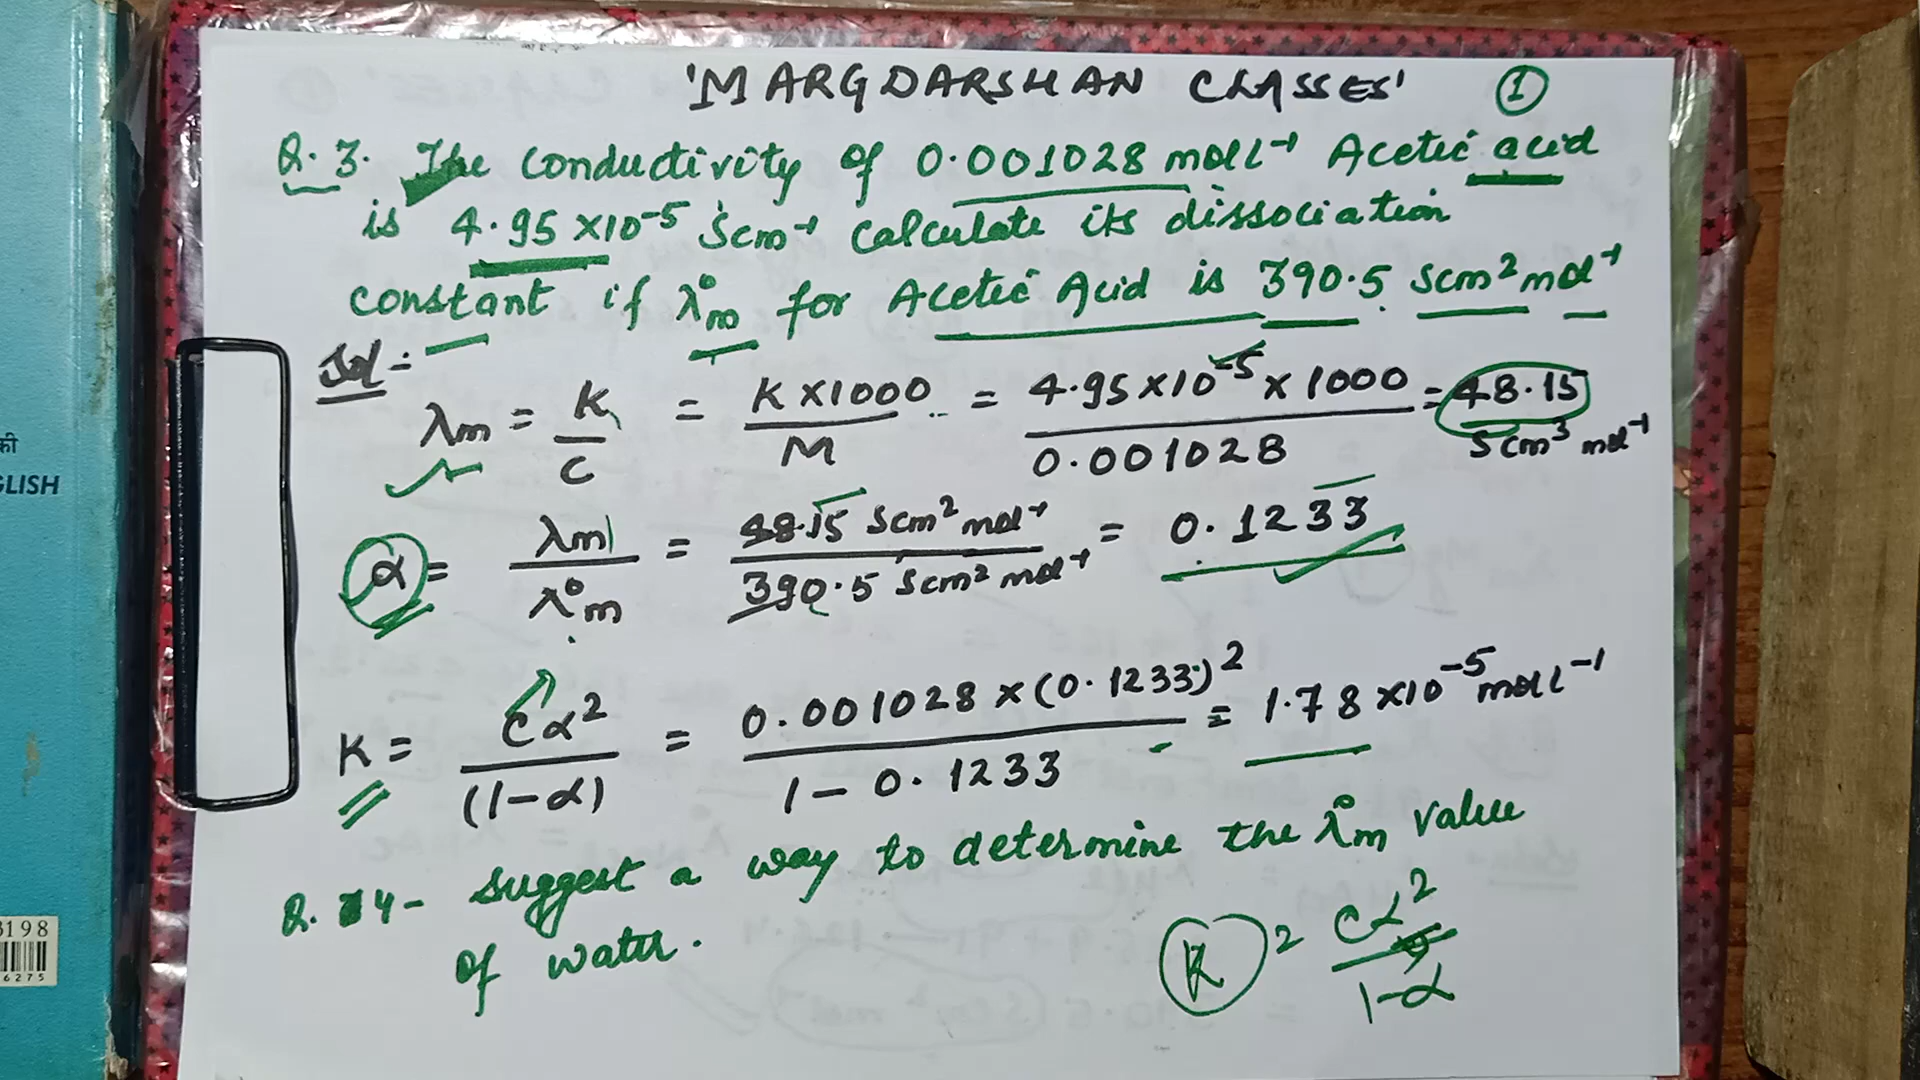 'MARGDARSHAN CLASSES' 1
Q.3. The conductivity of 0.001028 mol L⁻¹ Acetic acid
is 4.95 ×10⁻⁵ Scm⁻¹ calculate its dissociation
constant if λ°m for Acetic Acid is 390.5 Scm² mol⁻¹
Sol =
λm = K/C = K×1000/M = 4.95×10⁻⁵ × 1000/0.001028 = 48.15 Scm³ mol⁻¹
α = λm/λ°m = 48.15 Scm² mol⁻¹/390.5 Scm² mol⁻¹ = 0.1233
K = cα²/(1-α) = 0.001028 × (0.1233)²/1 - 0.1233 = 1.78 ×10⁻⁵ mol L⁻¹
Q. 4- suggest a way to determine the λ°m value
of water.
K = cα²/1-α
की
GLISH
3198
6275